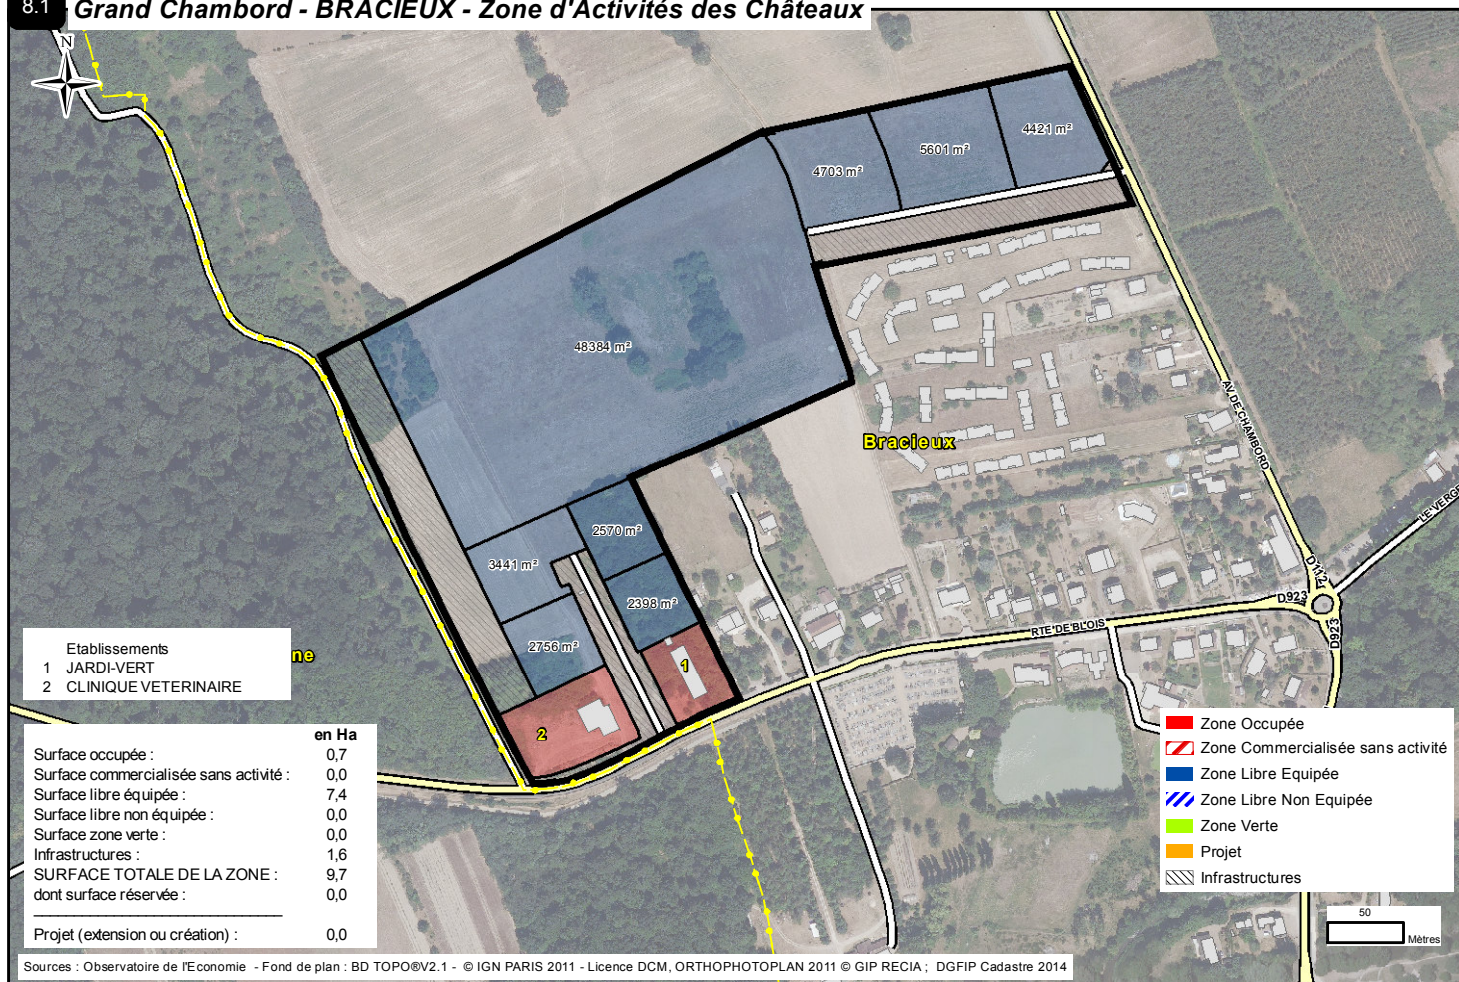 8.1 Grand Chambord - BRACIEUX - Zone d'Activités des Châteaux
N
4421 m²
5601 m²
4703 m²
48384 m²
Bracieux
AV. DE CHAMBORD
LE VERGER
2570 m²
3441 m²
2398 m²
2756 m²
D112
D923
D923
RTE DE BLOIS
1
2
ne
Etablissements
1 JARDI-VERT
2 CLINIQUE VETERINAIRE
en Ha
Surface occupée : 0,7
Surface commercialisée sans activité : 0,0
Surface libre équipée : 7,4
Surface libre non équipée : 0,0
Surface zone verte : 0,0
Infrastructures : 1,6
SURFACE TOTALE DE LA ZONE : 9,7
dont surface réservée : 0,0
Projet (extension ou création) : 0,0
Zone Occupée
Zone Commercialisée sans activité
Zone Libre Equipée
Zone Libre Non Equipée
Zone Verte
Projet
Infrastructures
50
Mètres
Sources : Observatoire de l'Economie - Fond de plan : BD TOPO®V2.1 - © IGN PARIS 2011 - Licence DCM, ORTHOPHOTOPLAN 2011 © GIP RECIA ; DGFIP Cadastre 2014